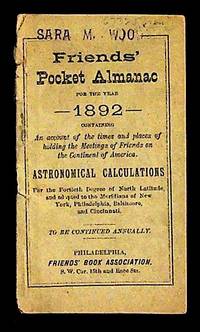 SARA M. WOO
Friends'
Pocket Almanac
FOR THE YEAR
—1892—
CONTAINING
An account of the times and places of
holding the Meetings of Friends on
the Continent of America.
ASTRONOMICAL CALCULATIONS
For the Fortieth Degree of North Latitude,
and adapted to the Meridians of New
York, Philadelphia, Baltimore,
and Cincinnati.
TO BE CONTINUED ANNUALLY.
PHILADELPHIA,
FRIENDS' BOOK ASSOCIATION,
S. W. Cor. 15th and Race Sts.